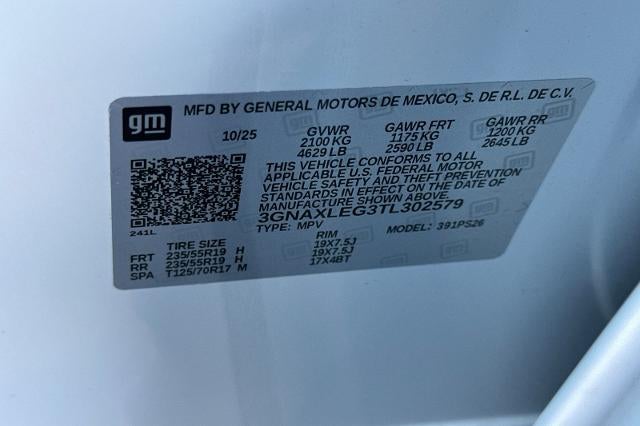 gm
MFD BY GENERAL MOTORS DE MEXICO, S. DE R.L. DE C.V.
10/25 GVWR GAWR FRT GAWR RR
2100 KG 1175 KG 1200 KG
4629 LB 2590 LB 2645 LB
THIS VEHICLE CONFORMS TO ALL
APPLICABLE U.S. FEDERAL MOTOR
VEHICLE SAFETY AND THEFT PREVENTION
STANDARDS IN EFFECT ON THE DATE OF
MANUFACTURE SHOWN ABOVE.
3GNAXLEG3TL302579
241L TYPE: MPV MODEL: 391PS26
TIRE SIZE RIM
FRT 235/55R19 H 19X7.5J
RR 235/55R19 H 19X7.5J
SPA T125/70R17 M 17X4BT